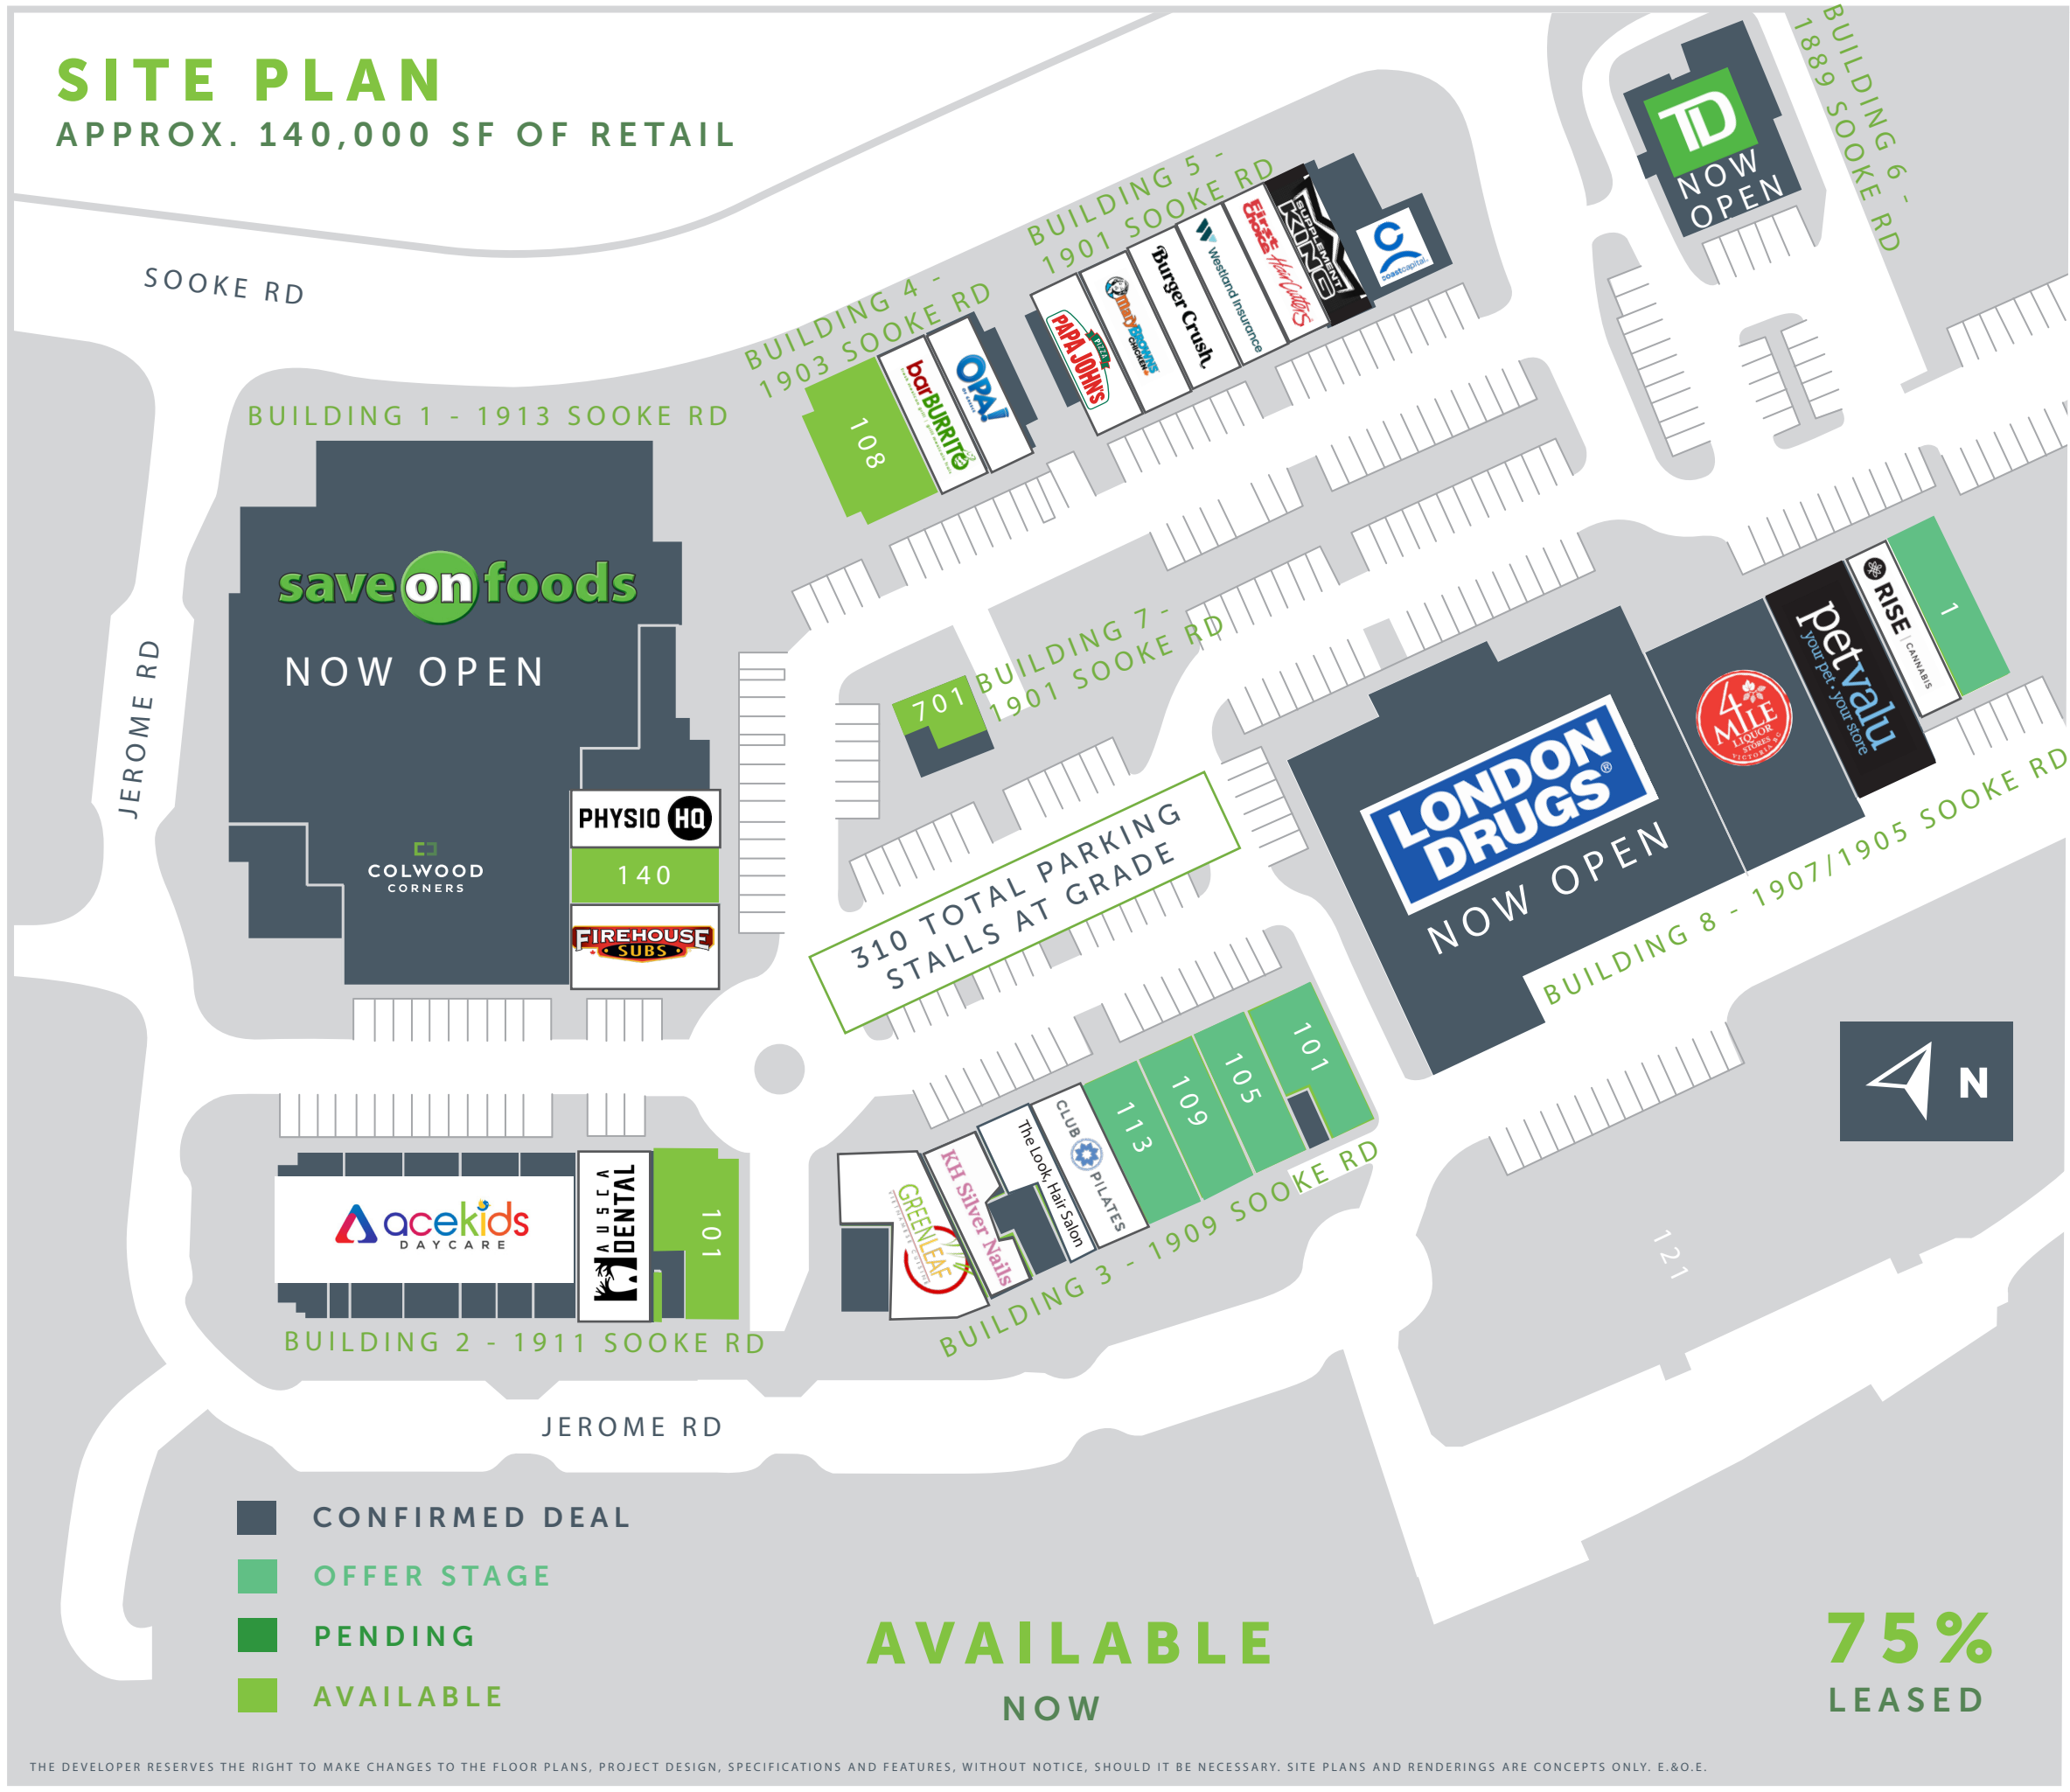 SITE PLAN
APPROX. 140,000 SF OF RETAIL
SOOKE RD
JEROME RD
BUILDING 1 - 1913 SOOKE RD
save on foods
NOW OPEN
COLWOOD
CORNERS
PHYSIO HQ
140
FIREHOUSE
SUBS
BUILDING 4 -
1903 SOOKE RD
108
barBURRITO
OPA!
BUILDING 5 -
1901 SOOKE RD
PAPA JOHN'S
PIZZA
MaryBROWN'S
CHICKEN
Burger Crush
Westland Insurance
First Choice Hair Cutters
SUPPLEMENT
KING
coastcapital
TD
NOW
OPEN
BUILDING 6 -
1889 SOOKE RD
BUILDING 7 -
1901 SOOKE RD
701
310 TOTAL PARKING
STALLS AT GRADE
LONDON
DRUGS®
NOW OPEN
4
MILE
LIQUOR
STORES
VICTORIA BC
petvalu
your pet • your store
RISE | CANNABIS
1
BUILDING 8 - 1907/1905 SOOKE RD
N
acekids
DAYCARE
HAUSCA
DENTAL
101
BUILDING 2 - 1911 SOOKE RD
GREENLEAF
KH Silver Nails
The Look, Hair Salon
CLUB PILATES
113
109
105
101
BUILDING 3 - 1909 SOOKE RD
121
JEROME RD
CONFIRMED DEAL
OFFER STAGE
PENDING
AVAILABLE
AVAILABLE
NOW
75%
LEASED
THE DEVELOPER RESERVES THE RIGHT TO MAKE CHANGES TO THE FLOOR PLANS, PROJECT DESIGN, SPECIFICATIONS AND FEATURES, WITHOUT NOTICE, SHOULD IT BE NECESSARY. SITE PLANS AND RENDERINGS ARE CONCEPTS ONLY. E.&O.E.